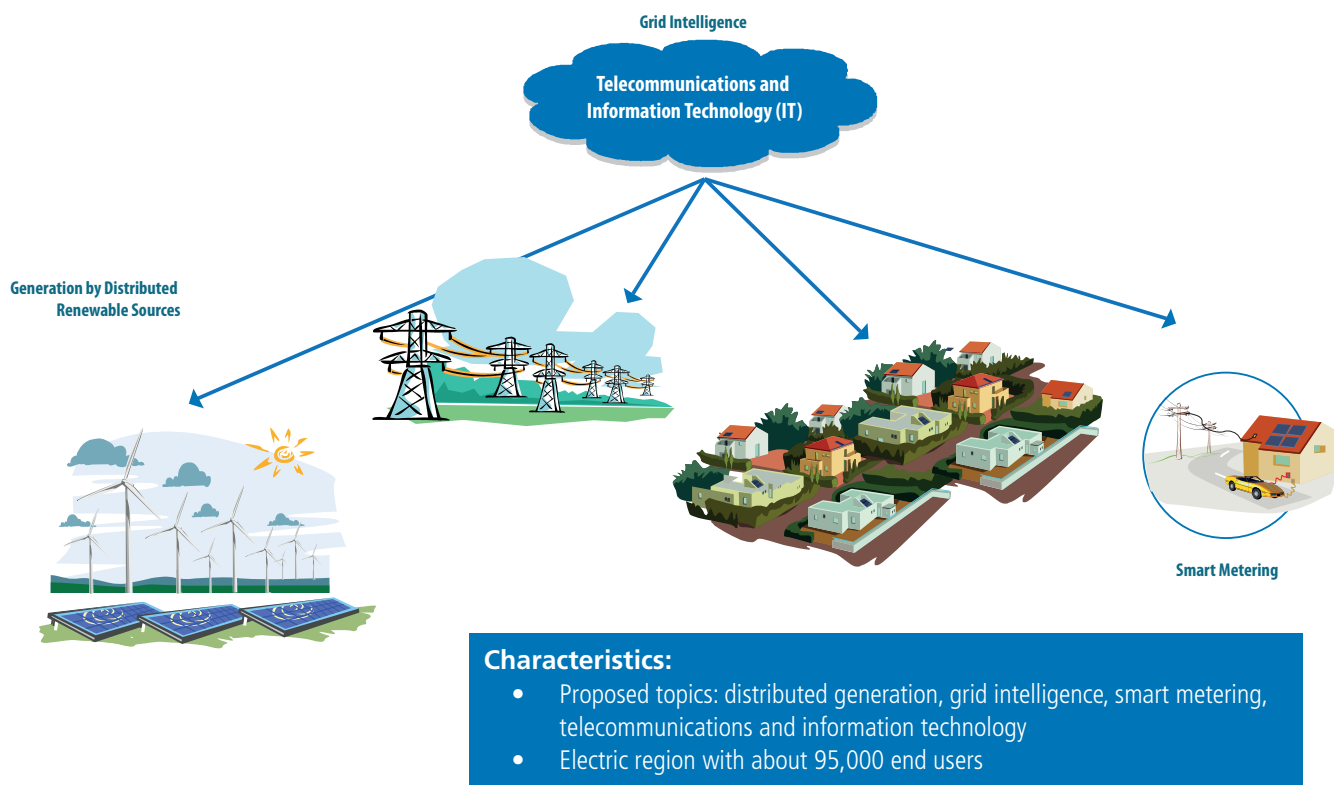 Grid Intelligence
Telecommunications and
Information Technology (IT)
Generation by Distributed
Renewable Sources
Smart Metering
Characteristics:
• Proposed topics: distributed generation, grid intelligence, smart metering,
telecommunications and information technology
• Electric region with about 95,000 end users